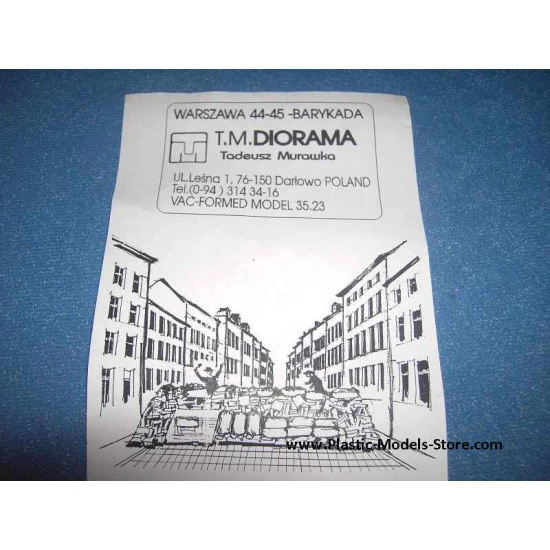 WARSZAWA 44-45 -BARYKADA
T.M.DIORAMA
Tadeusz Murawka
UL.Leśna 1, 76-150 Darłowo POLAND
Tel.(0-94) 314 34-16
VAC-FORMED MODEL 35.23
www.Plastic-Models-Store.com